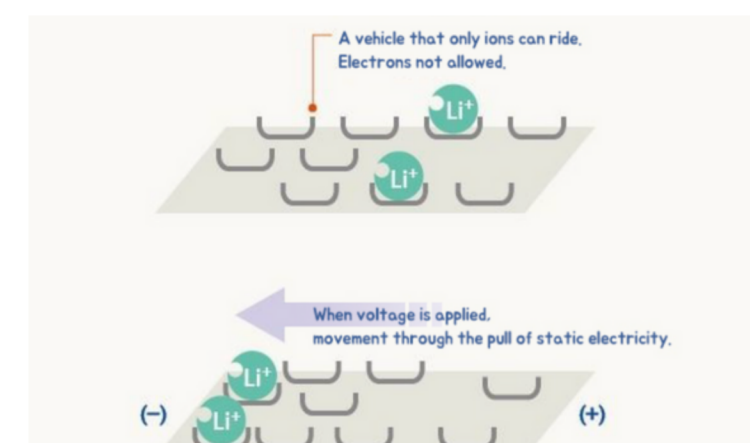 A vehicle that only ions can ride.
Electrons not allowed.
Li⁺
Li⁺
When voltage is applied.
movement through the pull of static electricity.
Li⁺
(−)
Li⁺
(+)